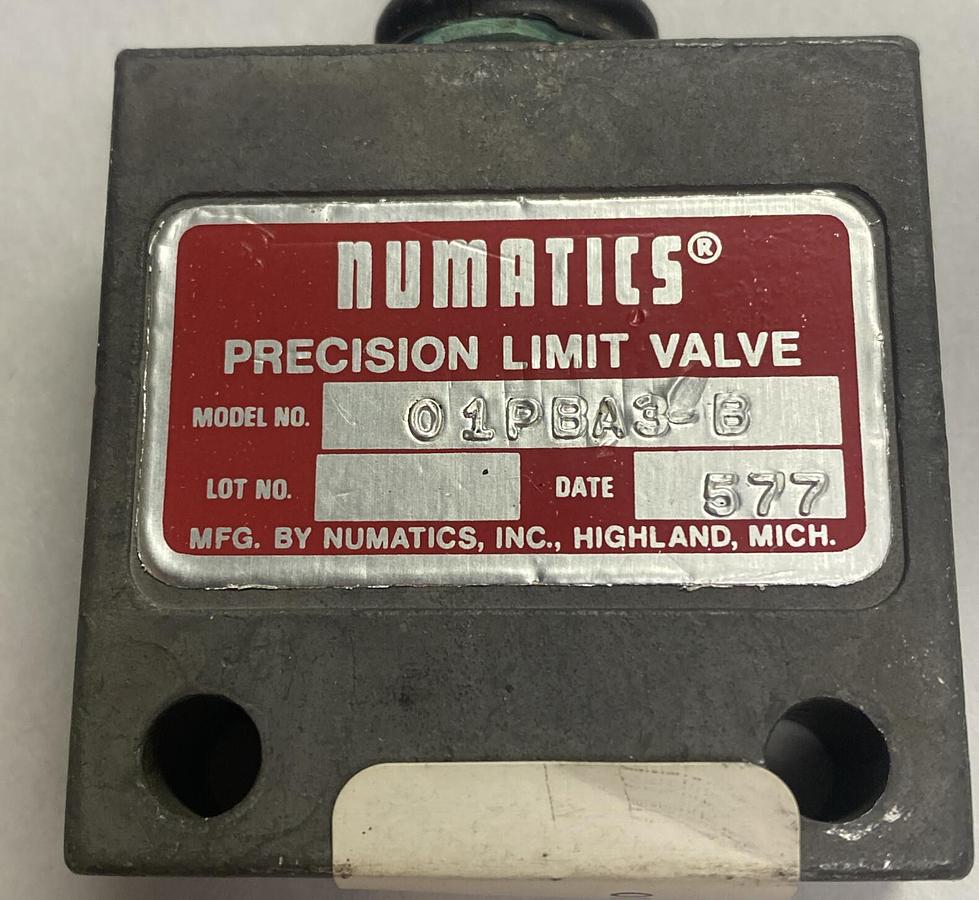 NUMATICS®
PRECISION LIMIT VALVE
MODEL NO. 01PBA3-B
LOT NO. DATE 577
MFG. BY NUMATICS, INC., HIGHLAND, MICH.